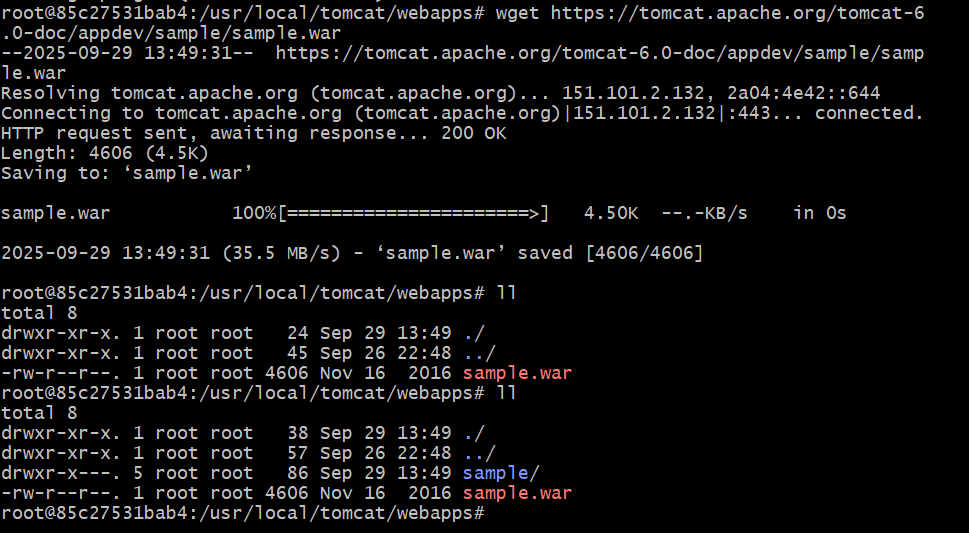 root@85c27531bab4:/usr/local/tomcat/webapps# wget https://tomcat.apache.org/tomcat-6
.0-doc/appdev/sample/sample.war
--2025-09-29 13:49:31--  https://tomcat.apache.org/tomcat-6.0-doc/appdev/sample/samp
le.war
Resolving tomcat.apache.org (tomcat.apache.org)... 151.101.2.132, 2a04:4e42::644
Connecting to tomcat.apache.org (tomcat.apache.org)|151.101.2.132|:443... connected.
HTTP request sent, awaiting response... 200 OK
Length: 4606 (4.5K)
Saving to: ‘sample.war’
sample.war           100%[======================>]   4.50K  --.-KB/s    in 0s
2025-09-29 13:49:31 (35.5 MB/s) - ‘sample.war’ saved [4606/4606]
root@85c27531bab4:/usr/local/tomcat/webapps# ll
total 8
drwxr-xr-x. 1 root root   24 Sep 29 13:49 ./
drwxr-xr-x. 1 root root   45 Sep 26 22:48 ../
-rw-r--r--. 1 root root 4606 Nov 16  2016 sample.war
root@85c27531bab4:/usr/local/tomcat/webapps# ll
total 8
drwxr-xr-x. 1 root root   38 Sep 29 13:49 ./
drwxr-xr-x. 1 root root   57 Sep 26 22:48 ../
drwxr-x---. 5 root root   86 Sep 29 13:49 sample/
-rw-r--r--. 1 root root 4606 Nov 16  2016 sample.war
root@85c27531bab4:/usr/local/tomcat/webapps#